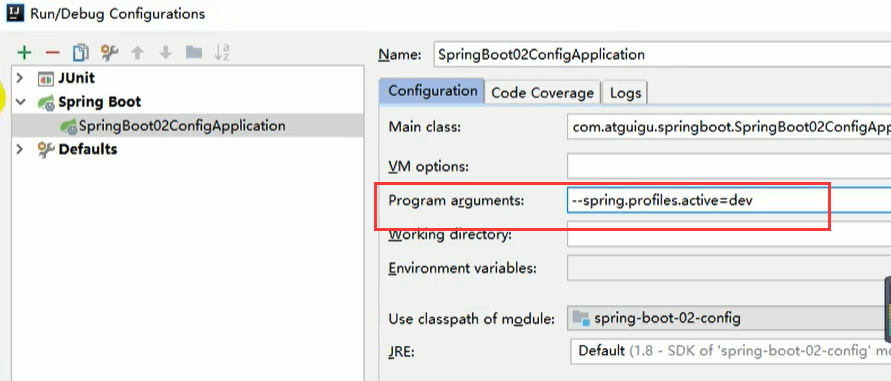 Run/Debug Configurations
Name: SpringBoot02ConfigApplication
JUnit
Spring Boot
SpringBoot02ConfigApplication
Defaults
Configuration Code Coverage Logs
Main class: com.atguigu.springboot.SpringBoot02ConfigApp
VM options:
Program arguments: --spring.profiles.active=dev
Working directory:
Environment variables:
Use classpath of module: spring-boot-02-config
JRE: Default (1.8 - SDK of 'spring-boot-02-config' mo